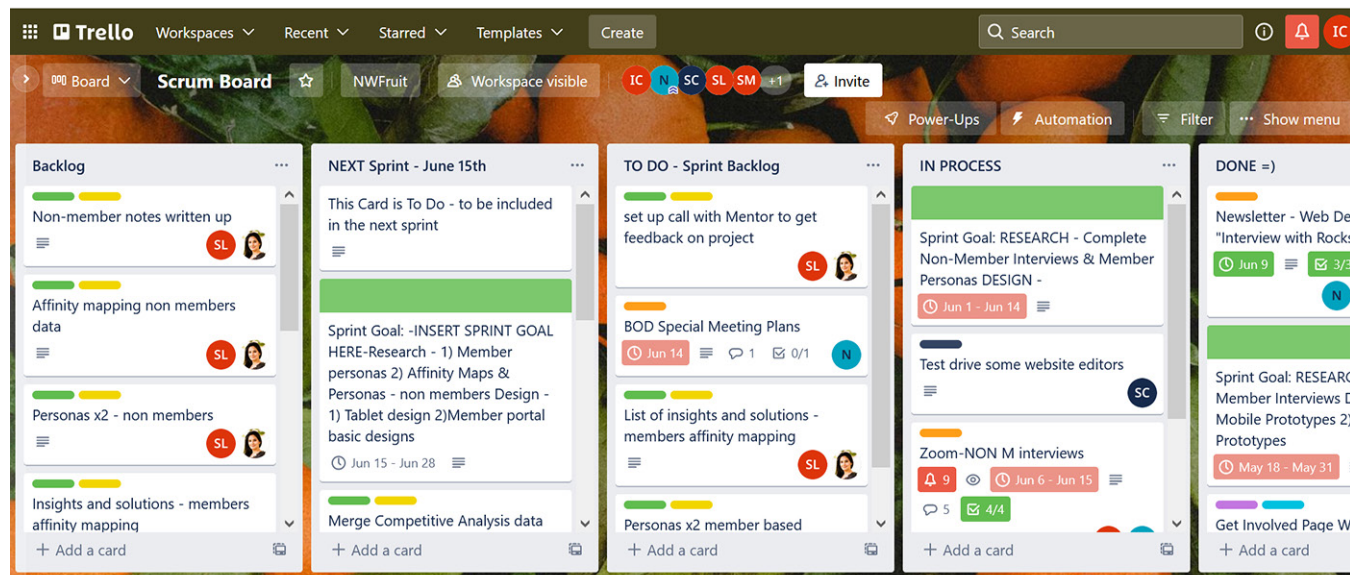 Trello Workspaces Recent Starred Templates Create Search IC
Board Scrum Board NWFruit Workspace visible IC N SC SL SM +1 Invite
Power-Ups Automation Filter Show menu
Backlog
Non-member notes written up
SL
Affinity mapping non members
data
SL
Personas x2 - non members
SL
Insights and solutions - members
affinity mapping
+ Add a card
NEXT Sprint - June 15th
This Card is To Do - to be included
in the next sprint
Sprint Goal: -INSERT SPRINT GOAL
HERE-Research - 1) Member
personas 2) Affinity Maps &
Personas - non members Design -
1) Tablet design 2)Member portal
basic designs
Jun 15 - Jun 28
Merge Competitive Analysis data
+ Add a card
TO DO - Sprint Backlog
set up call with Mentor to get
feedback on project
SL
BOD Special Meeting Plans
Jun 14 1 0/1 N
List of insights and solutions -
members affinity mapping
SL
Personas x2 member based
+ Add a card
IN PROCESS
Sprint Goal: RESEARCH - Complete
Non-Member Interviews & Member
Personas DESIGN -
Jun 1 - Jun 14
Test drive some website editors
SC
Zoom-NON M interviews
9 Jun 6 - Jun 15
5 4/4
+ Add a card
DONE =)
Newsletter - Web De
"Interview with Rocks
Jun 9 3/3
N
Sprint Goal: RESEARC
Member Interviews D
Mobile Prototypes 2)
Prototypes
May 18 - May 31
Get Involved Page W
+ Add a card